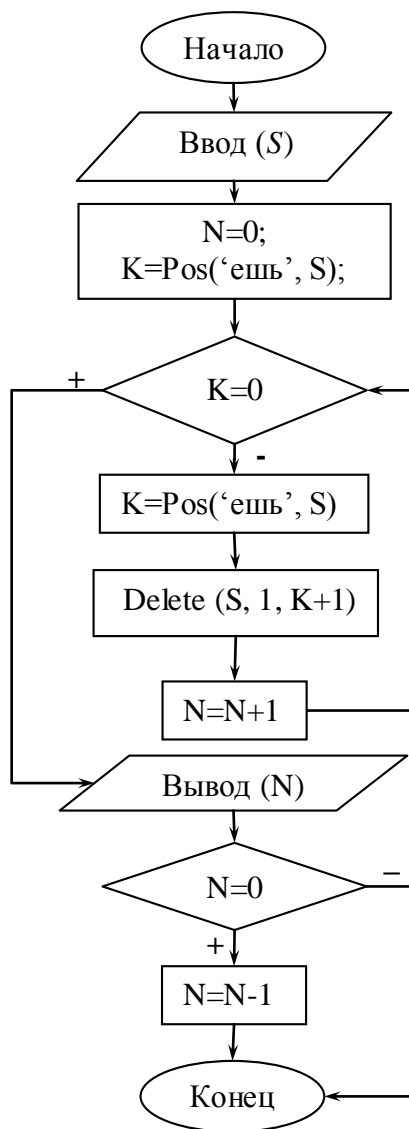 Начало
Ввод (S)
N=0;
K=Pos(‘ешь’, S);
+
K=0
-
K=Pos(‘ешь’, S)
Delete (S, 1, K+1)
N=N+1
Вывод (N)
N=0
–
+
N=N-1
Конец